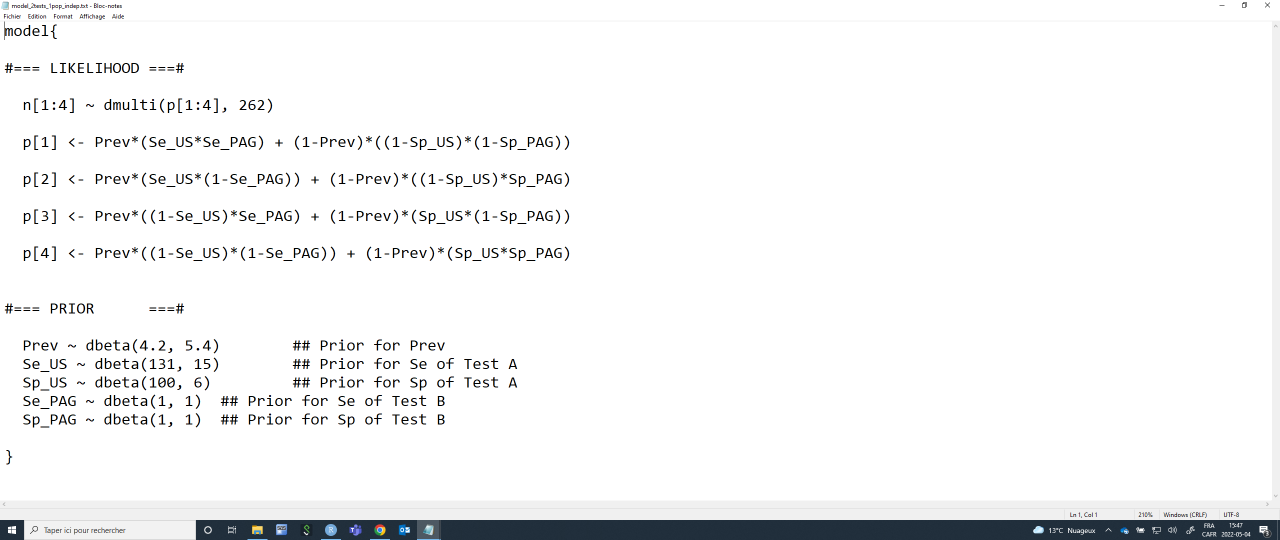 model_2tests_1pop_indep.txt - Bloc-notes
Fichier Edition Format Affichage Aide
model{
#=== LIKELIHOOD ===#
n[1:4] ~ dmulti(p[1:4], 262)
p[1] <- Prev*(Se_US*Se_PAG) + (1-Prev)*((1-Sp_US)*(1-Sp_PAG))
p[2] <- Prev*(Se_US*(1-Se_PAG)) + (1-Prev)*((1-Sp_US)*Sp_PAG)
p[3] <- Prev*((1-Se_US)*Se_PAG) + (1-Prev)*(Sp_US*(1-Sp_PAG))
p[4] <- Prev*((1-Se_US)*(1-Se_PAG)) + (1-Prev)*(Sp_US*Sp_PAG)
#=== PRIOR      ===#
Prev ~ dbeta(4.2, 5.4)        ## Prior for Prev
Se_US ~ dbeta(131, 15)        ## Prior for Se of Test A
Sp_US ~ dbeta(100, 6)         ## Prior for Sp of Test A
Se_PAG ~ dbeta(1, 1)  ## Prior for Se of Test B
Sp_PAG ~ dbeta(1, 1)  ## Prior for Sp of Test B
}
Ln 1, Col 1 210% Windows (CRLF) UTF-8
Taper ici pour rechercher
13°C Nuageux
FRA
CAFR
15:47
2022-05-04